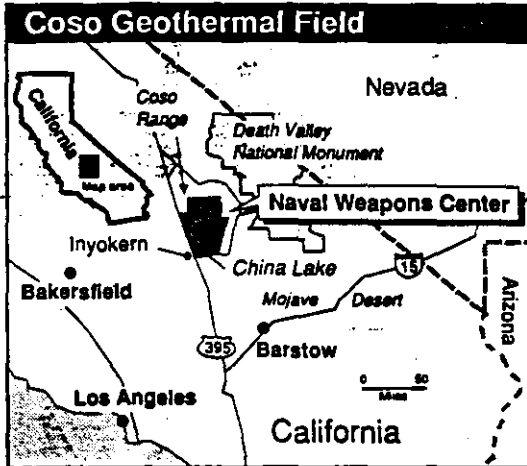 Coso Geothermal Field
Nevada
California
Map area
Coso
Range
Death Valley
National Monument
Naval Weapons Center
Inyokern
China Lake
15
Bakersfield
Mojave Desert
Arizona
395
Barstow
0 50
Miles
Los Angeles
California